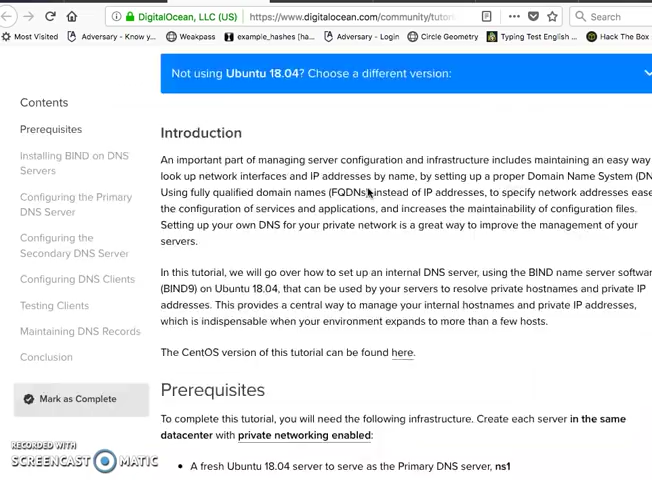 DigitalOcean, LLC (US)
https://www.digitalocean.com/community/tutori
Search
Most Visited
Adversary - Know y...
Weakpass
example_hashes [ha...
Adversary - Login
Circle Geometry
Typing Test English ...
Hack The Box
Not using Ubuntu 18.04? Choose a different version:
Contents
Prerequisites
Installing BIND on DNS
Servers
Configuring the Primary
DNS Server
Configuring the
Secondary DNS Server
Configuring DNS Clients
Testing Clients
Maintaining DNS Records
Conclusion
Mark as Complete
RECORDED WITH
SCREENCAST MATIC
Introduction
An important part of managing server configuration and infrastructure includes maintaining an easy way
look up network interfaces and IP addresses by name, by setting up a proper Domain Name System (DN
Using fully qualified domain names (FQDNs) instead of IP addresses, to specify network addresses ease
the configuration of services and applications, and increases the maintainability of configuration files.
Setting up your own DNS for your private network is a great way to improve the management of your
servers.
In this tutorial, we will go over how to set up an internal DNS server, using the BIND name server softwar
(BIND9) on Ubuntu 18.04, that can be used by your servers to resolve private hostnames and private IP
addresses. This provides a central way to manage your internal hostnames and private IP addresses,
which is indispensable when your environment expands to more than a few hosts.
The CentOS version of this tutorial can be found here.
Prerequisites
To complete this tutorial, you will need the following infrastructure. Create each server in the same
datacenter with private networking enabled:
• A fresh Ubuntu 18.04 server to serve as the Primary DNS server, ns1